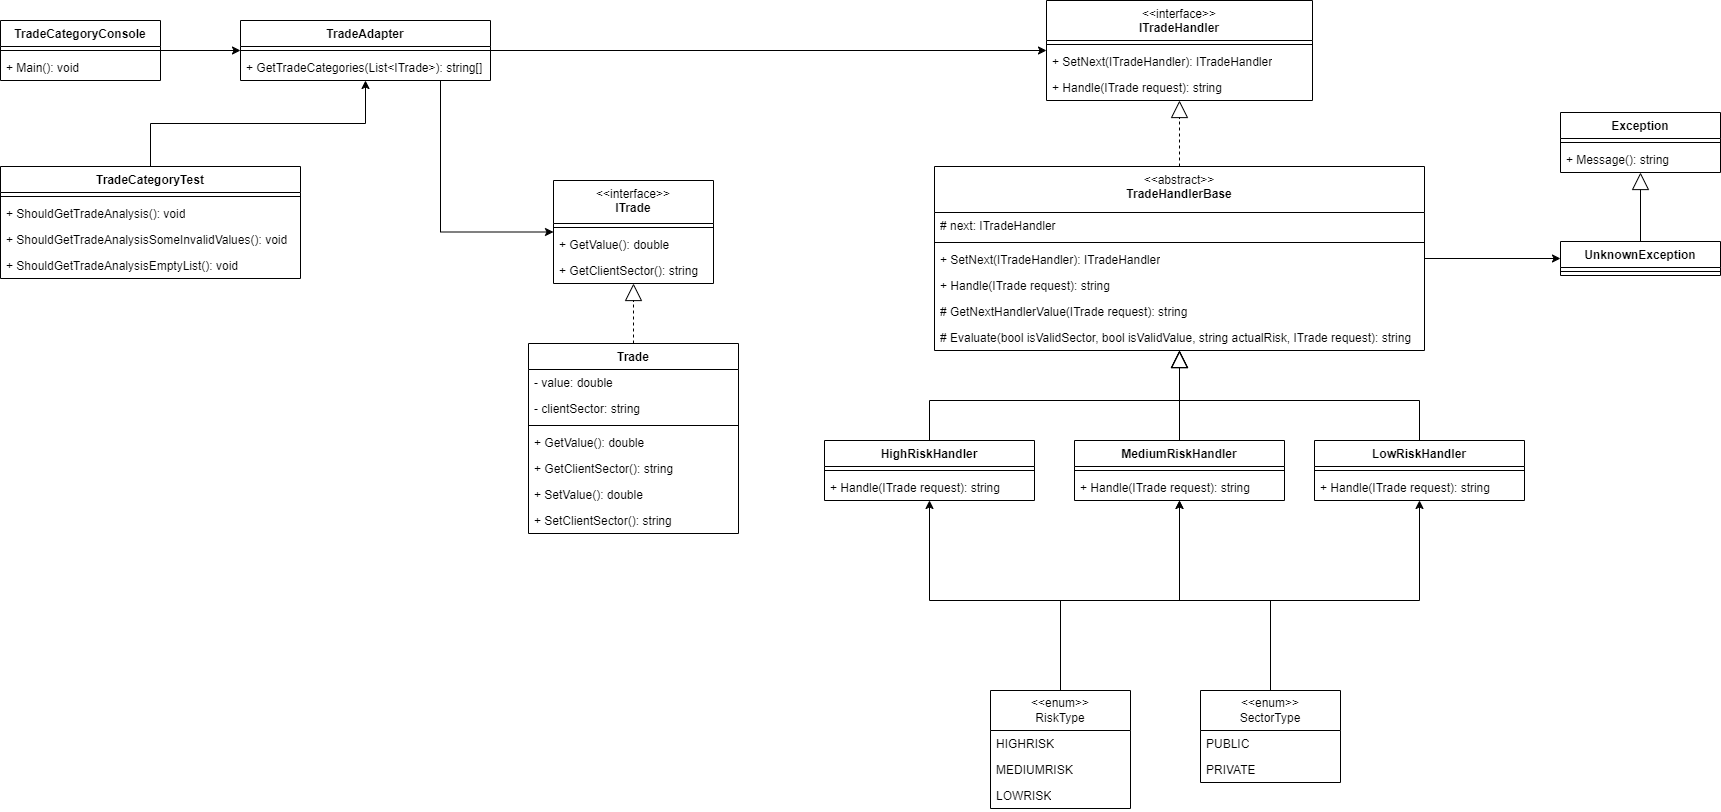 TradeCategoryConsole
+ Main(): void
TradeAdapter
+ GetTradeCategories(List<ITrade>): string[]
<<interface>>
ITradeHandler
+ SetNext(ITradeHandler): ITradeHandler
+ Handle(ITrade request): string
Exception
+ Message(): string
TradeCategoryTest
+ ShouldGetTradeAnalysis(): void
+ ShouldGetTradeAnalysisSomeInvalidValues(): void
+ ShouldGetTradeAnalysisEmptyList(): void
<<interface>>
ITrade
+ GetValue(): double
+ GetClientSector(): string
<<abstract>>
TradeHandlerBase
# next: ITradeHandler
+ SetNext(ITradeHandler): ITradeHandler
+ Handle(ITrade request): string
# GetNextHandlerValue(ITrade request): string
# Evaluate(bool isValidSector, bool isValidValue, string actualRisk, ITrade request): string
UnknownException
Trade
- value: double
- clientSector: string
+ GetValue(): double
+ GetClientSector(): string
+ SetValue(): double
+ SetClientSector(): string
HighRiskHandler
+ Handle(ITrade request): string
MediumRiskHandler
+ Handle(ITrade request): string
LowRiskHandler
+ Handle(ITrade request): string
<<enum>>
RiskType
HIGHRISK
MEDIUMRISK
LOWRISK
<<enum>>
SectorType
PUBLIC
PRIVATE